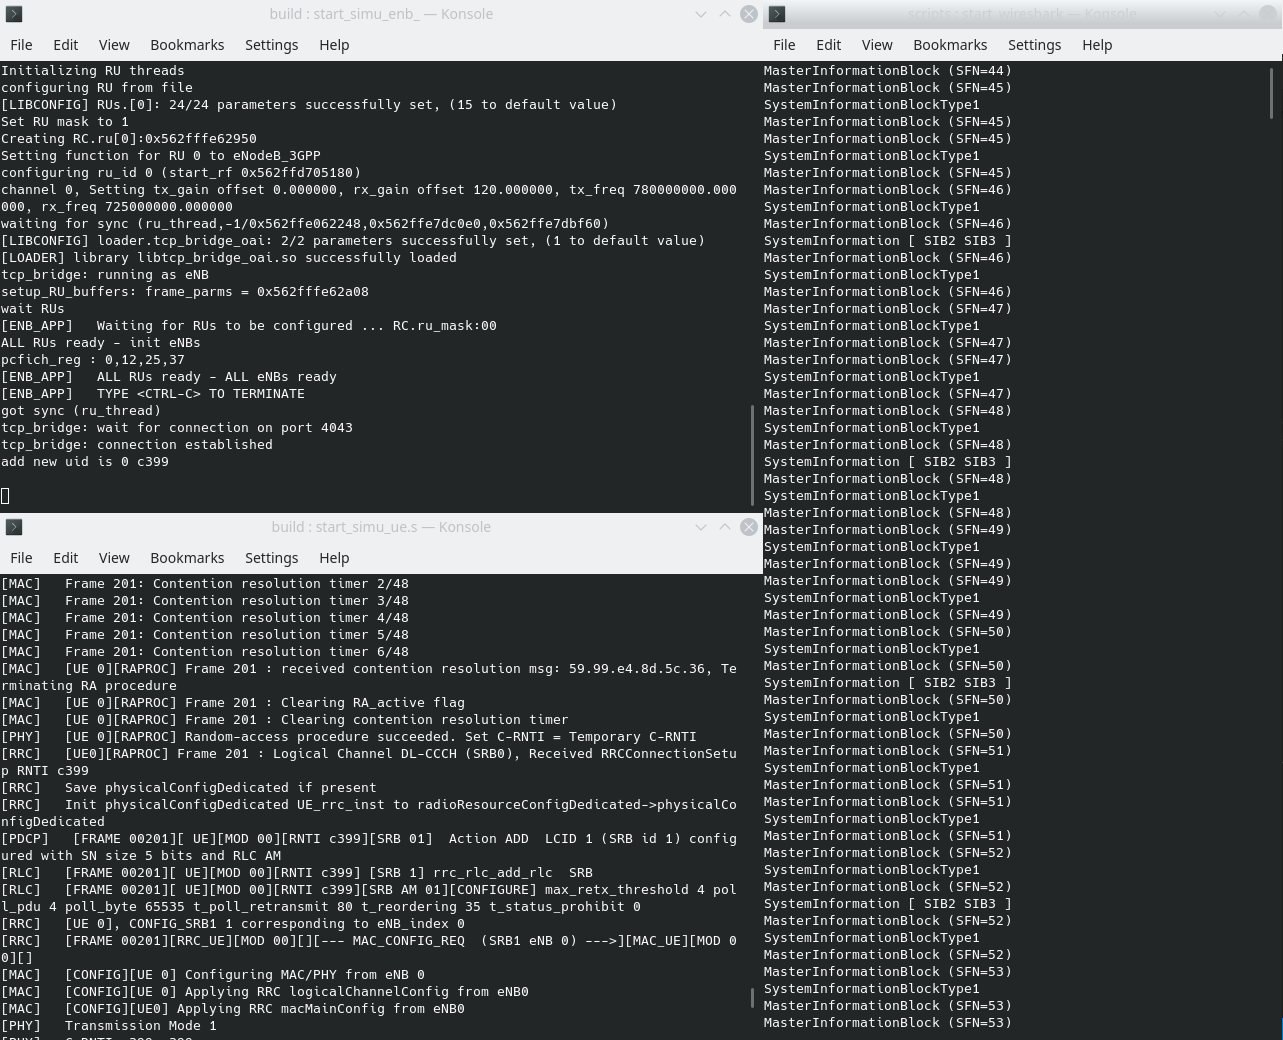 build : start_simu_enb_ — Konsole
File Edit View Bookmarks Settings Help
Initializing RU threads
configuring RU from file
[LIBCONFIG] RUs.[0]: 24/24 parameters successfully set, (15 to default value)
Set RU mask to 1
Creating RC.ru[0]:0x562fffe62950
Setting function for RU 0 to eNodeB_3GPP
configuring ru_id 0 (start_rf 0x562ffd705180)
channel 0, Setting tx_gain offset 0.000000, rx_gain offset 120.000000, tx_freq 780000000.000
000, rx_freq 725000000.000000
waiting for sync (ru_thread,-1/0x562ffe062248,0x562ffe7dc0e0,0x562ffe7dbf60)
[LIBCONFIG] loader.tcp_bridge_oai: 2/2 parameters successfully set, (1 to default value)
[LOADER] library libtcp_bridge_oai.so successfully loaded
tcp_bridge: running as eNB
setup_RU_buffers: frame_parms = 0x562fffe62a08
wait RUs
[ENB_APP]   Waiting for RUs to be configured ... RC.ru_mask:00
ALL RUs ready - init eNBs
pcfich_reg : 0,12,25,37
[ENB_APP]   ALL RUs ready - ALL eNBs ready
[ENB_APP]   TYPE <CTRL-C> TO TERMINATE
got sync (ru_thread)
tcp_bridge: wait for connection on port 4043
tcp_bridge: connection established
add new uid is 0 c399
build : start_simu_ue.s — Konsole
File Edit View Bookmarks Settings Help
[MAC]   Frame 201: Contention resolution timer 2/48
[MAC]   Frame 201: Contention resolution timer 3/48
[MAC]   Frame 201: Contention resolution timer 4/48
[MAC]   Frame 201: Contention resolution timer 5/48
[MAC]   Frame 201: Contention resolution timer 6/48
[MAC]   [UE 0][RAPROC] Frame 201 : received contention resolution msg: 59.99.e4.8d.5c.36, Te
rminating RA procedure
[MAC]   [UE 0][RAPROC] Frame 201 : Clearing RA_active flag
[MAC]   [UE 0][RAPROC] Frame 201 : Clearing contention resolution timer
[PHY]   [UE 0][RAPROC] Random-access procedure succeeded. Set C-RNTI = Temporary C-RNTI
[RRC]   [UE0][RAPROC] Frame 201 : Logical Channel DL-CCCH (SRB0), Received RRCConnectionSetu
p RNTI c399
[RRC]   Save physicalConfigDedicated if present
[RRC]   Init physicalConfigDedicated UE_rrc_inst to radioResourceConfigDedicated->physicalCo
nfigDedicated
[PDCP]   [FRAME 00201][ UE][MOD 00][RNTI c399][SRB 01]  Action ADD  LCID 1 (SRB id 1) config
ured with SN size 5 bits and RLC AM
[RLC]   [FRAME 00201][ UE][MOD 00][RNTI c399] [SRB 1] rrc_rlc_add_rlc  SRB
[RLC]   [FRAME 00201][ UE][MOD 00][RNTI c399][SRB AM 01][CONFIGURE] max_retx_threshold 4 pol
l_pdu 4 poll_byte 65535 t_poll_retransmit 80 t_reordering 35 t_status_prohibit 0
[RRC]   [UE 0], CONFIG_SRB1 1 corresponding to eNB_index 0
[RRC]   [FRAME 00201][RRC_UE][MOD 00][][--- MAC_CONFIG_REQ  (SRB1 eNB 0) --->][MAC_UE][MOD 0
0][]
[MAC]   [CONFIG][UE 0] Configuring MAC/PHY from eNB 0
[MAC]   [CONFIG][UE 0] Applying RRC logicalChannelConfig from eNB0
[MAC]   [CONFIG][UE0] Applying RRC macMainConfig from eNB0
[PHY]   Transmission Mode 1
scripts : start_wireshark — Konsole
File Edit View Bookmarks Settings Help
MasterInformationBlock (SFN=44)
MasterInformationBlock (SFN=45)
SystemInformationBlockType1
MasterInformationBlock (SFN=45)
MasterInformationBlock (SFN=45)
SystemInformationBlockType1
MasterInformationBlock (SFN=45)
MasterInformationBlock (SFN=46)
SystemInformationBlockType1
MasterInformationBlock (SFN=46)
SystemInformation [ SIB2 SIB3 ]
MasterInformationBlock (SFN=46)
SystemInformationBlockType1
MasterInformationBlock (SFN=46)
MasterInformationBlock (SFN=47)
SystemInformationBlockType1
MasterInformationBlock (SFN=47)
MasterInformationBlock (SFN=47)
SystemInformationBlockType1
MasterInformationBlock (SFN=47)
MasterInformationBlock (SFN=48)
SystemInformationBlockType1
MasterInformationBlock (SFN=48)
SystemInformation [ SIB2 SIB3 ]
MasterInformationBlock (SFN=48)
SystemInformationBlockType1
MasterInformationBlock (SFN=48)
MasterInformationBlock (SFN=49)
SystemInformationBlockType1
MasterInformationBlock (SFN=49)
MasterInformationBlock (SFN=49)
SystemInformationBlockType1
MasterInformationBlock (SFN=49)
MasterInformationBlock (SFN=50)
SystemInformationBlockType1
MasterInformationBlock (SFN=50)
SystemInformation [ SIB2 SIB3 ]
MasterInformationBlock (SFN=50)
SystemInformationBlockType1
MasterInformationBlock (SFN=50)
MasterInformationBlock (SFN=51)
SystemInformationBlockType1
MasterInformationBlock (SFN=51)
MasterInformationBlock (SFN=51)
SystemInformationBlockType1
MasterInformationBlock (SFN=51)
MasterInformationBlock (SFN=52)
SystemInformationBlockType1
MasterInformationBlock (SFN=52)
SystemInformation [ SIB2 SIB3 ]
MasterInformationBlock (SFN=52)
SystemInformationBlockType1
MasterInformationBlock (SFN=52)
MasterInformationBlock (SFN=53)
SystemInformationBlockType1
MasterInformationBlock (SFN=53)
MasterInformationBlock (SFN=53)